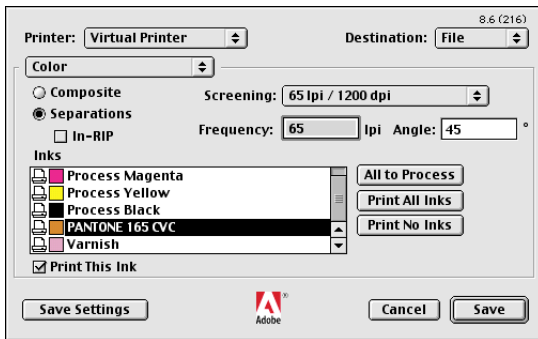 8.6 (216)
Printer: Virtual Printer Destination: File
Color
Composite Screening: 65 lpi / 1200 dpi
Separations
In-RIP Frequency: 65 lpi Angle: 45 °
Inks
Process Magenta All to Process
Process Yellow
Process Black Print All Inks
PANTONE 165 CVC Print No Inks
Varnish
Print This Ink
Save Settings Adobe ® Cancel Save